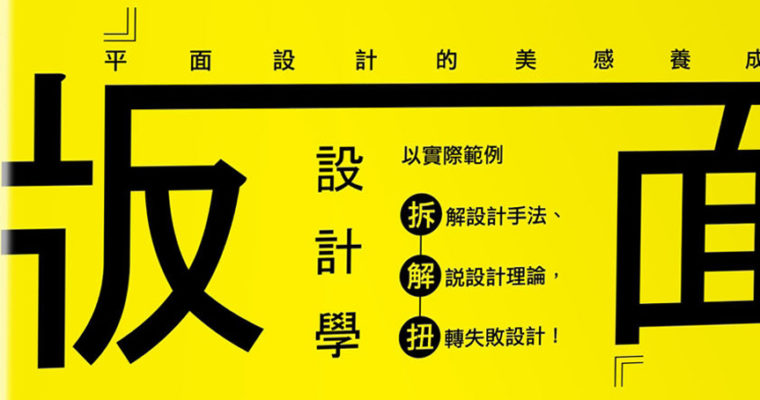 平面設計的美感養成
版面
設計學
以實際範例
拆解設計手法、
解說設計理論，
扭轉失敗設計！